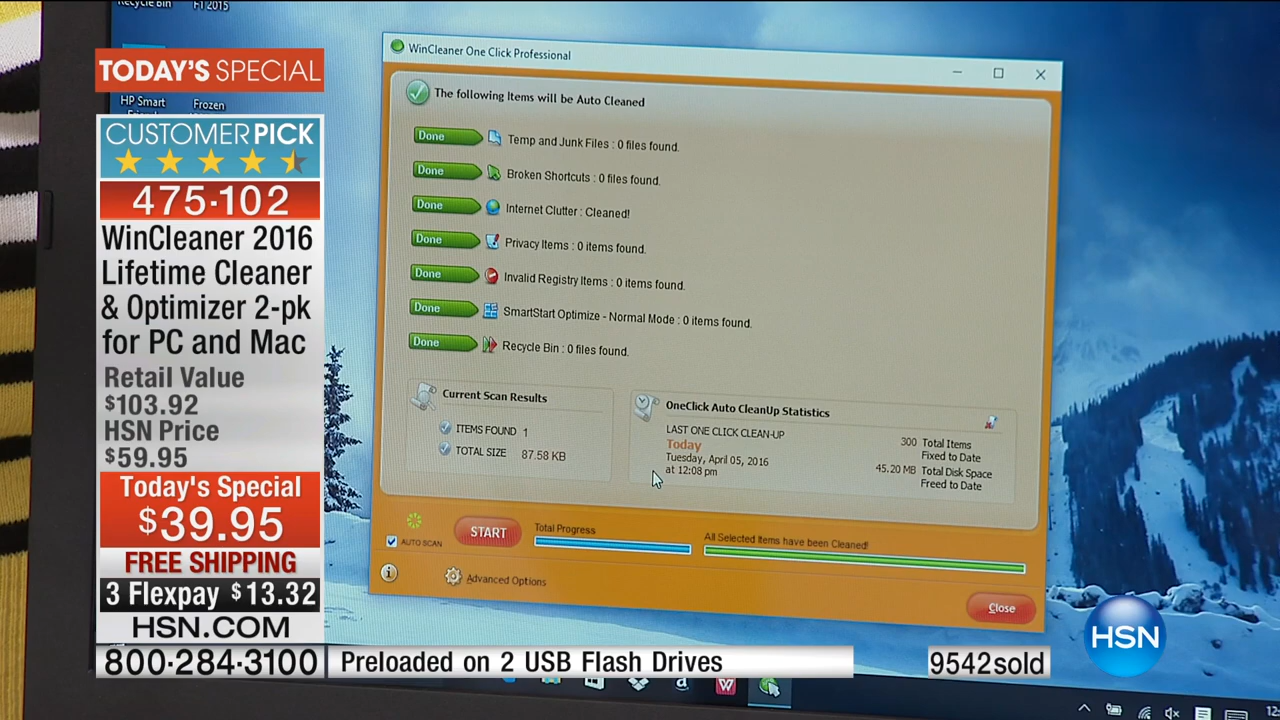 Recycle Bin
F1 2015
HP Smart
Frozen
TODAY'S SPECIAL
CUSTOMER PICK
475-102
WinCleaner 2016
Lifetime Cleaner
& Optimizer 2-pk
for PC and Mac
Retail Value
$103.92
HSN Price
$59.95
Today's Special
$39.95
FREE SHIPPING
3 Flexpay $13.32
HSN.COM
800-284-3100
Preloaded on 2 USB Flash Drives
9542sold
HSN
WinCleaner One Click Professional
The following Items will be Auto Cleaned
Done Temp and Junk Files : 0 files found.
Done Broken Shortcuts : 0 files found.
Done Internet Clutter : Cleaned!
Done Privacy Items : 0 items found.
Done Invalid Registry Items : 0 items found.
Done SmartStart Optimize - Normal Mode : 0 items found.
Done Recycle Bin : 0 files found.
Current Scan Results
ITEMS FOUND 1
TOTAL SIZE 87.58 KB
OneClick Auto CleanUp Statistics
LAST ONE CLICK CLEAN-UP
Today
Tuesday, April 05, 2016
at 12:08 pm
300 Total Items
Fixed to Date
45.20 MB Total Disk Space
Freed to Date
AUTO SCAN
START
Total Progress
All Selected Items have been Cleaned!
Advanced Options
Close